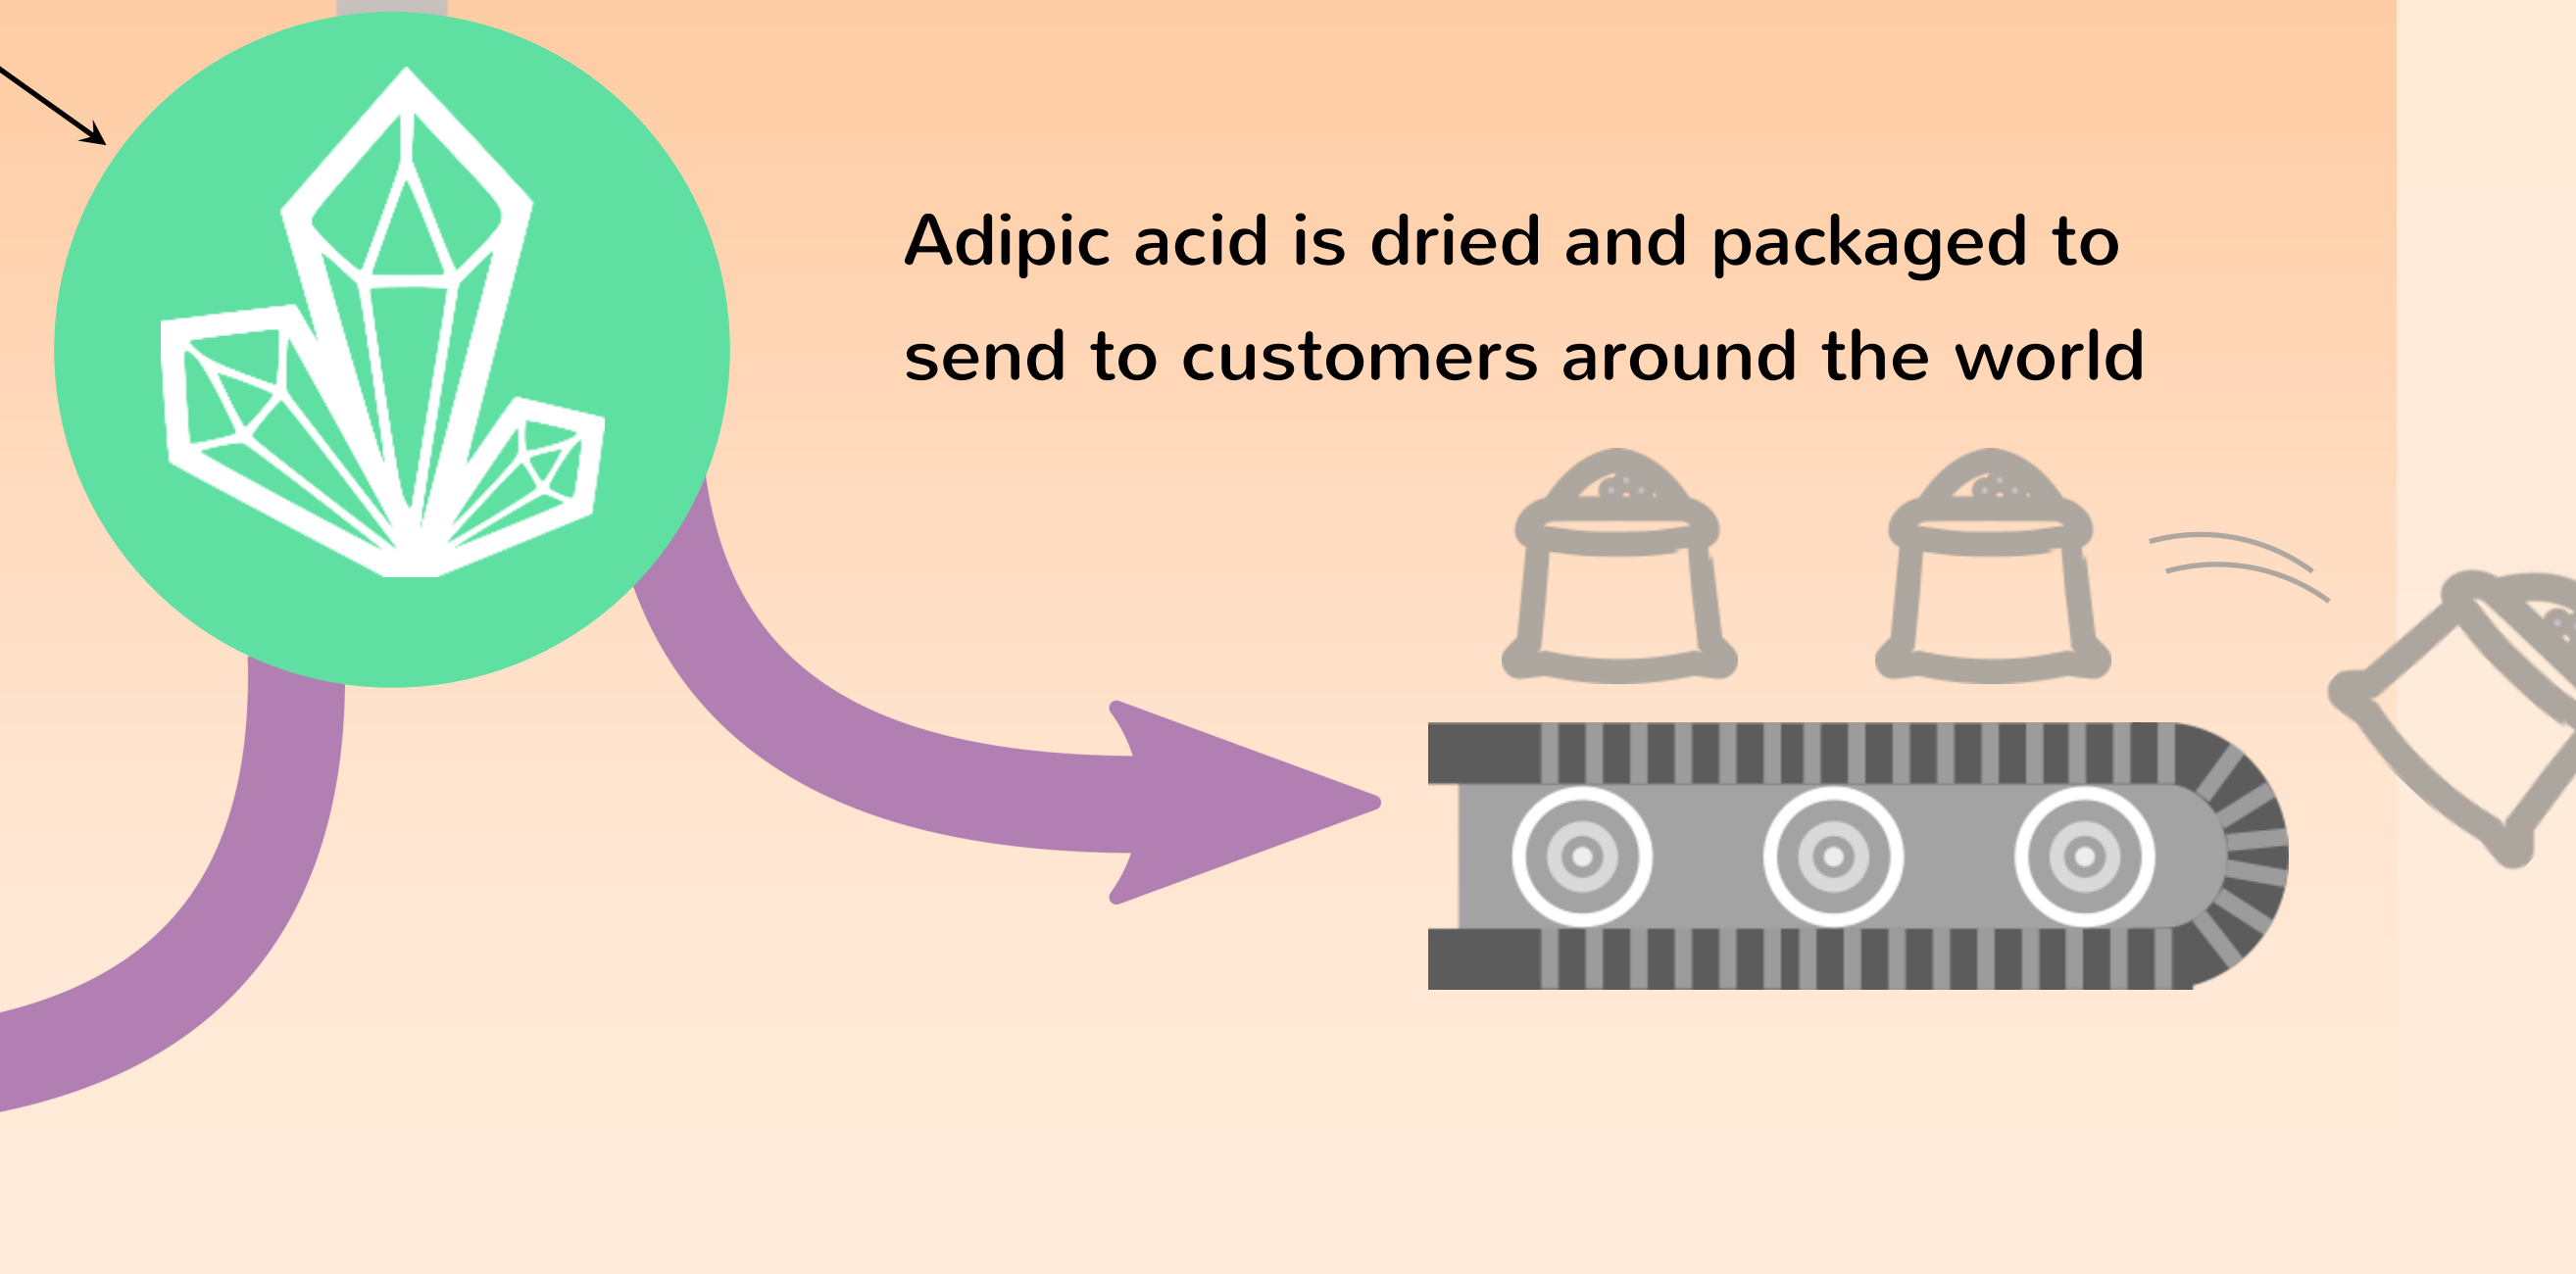 Adipic acid is dried and packaged to
send to customers around the world